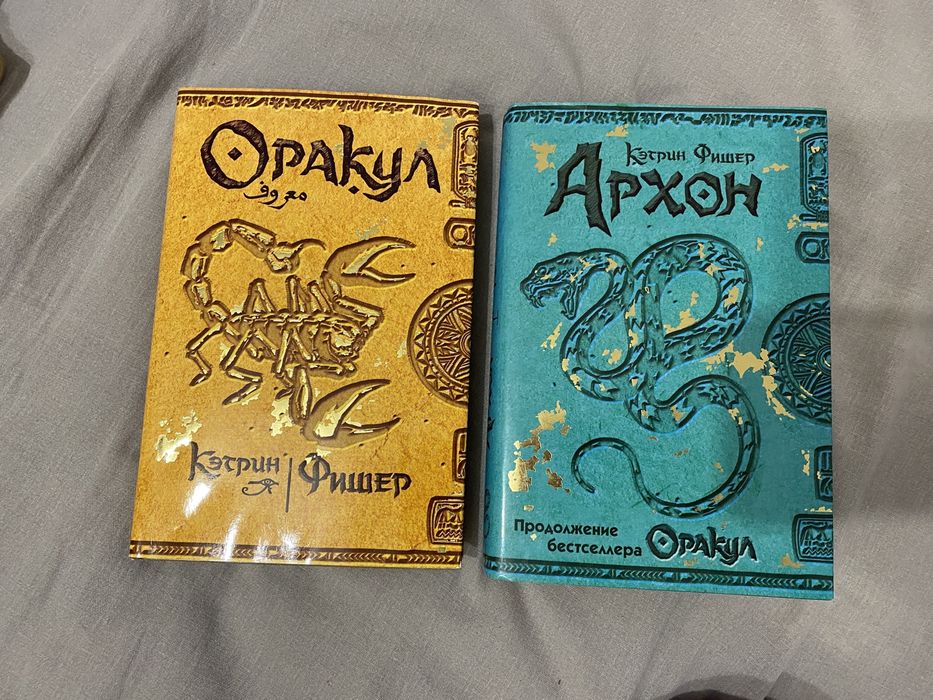 Оракул
معروف
Кэтрин Фишер
Кэтрин Фишер
Архон
Продолжение
бестселлера Оракул